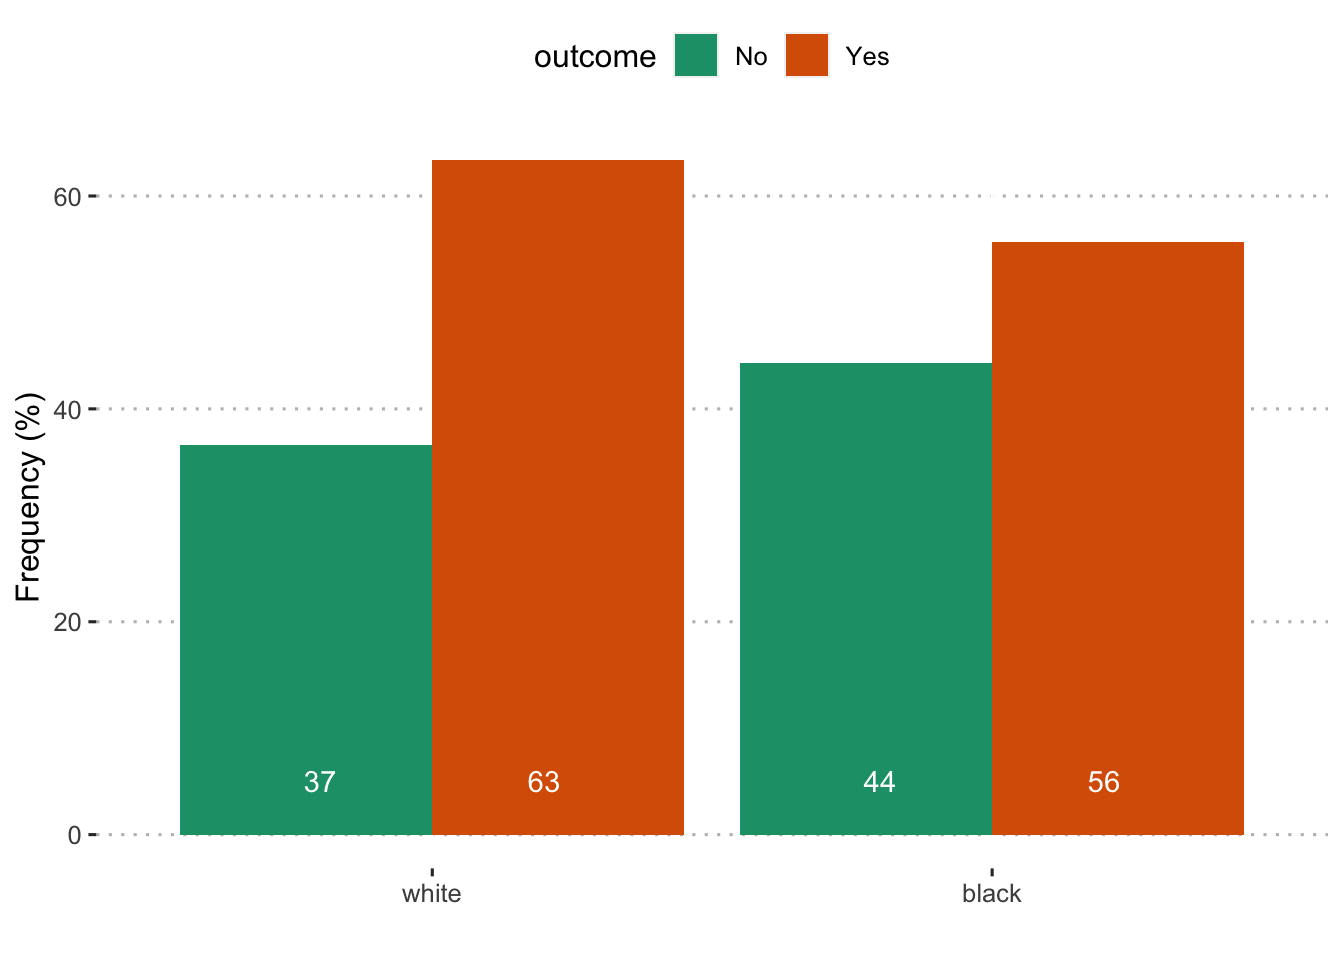 outcome No Yes
Frequency (%)
60
40
20
0
37 63 44 56
white black